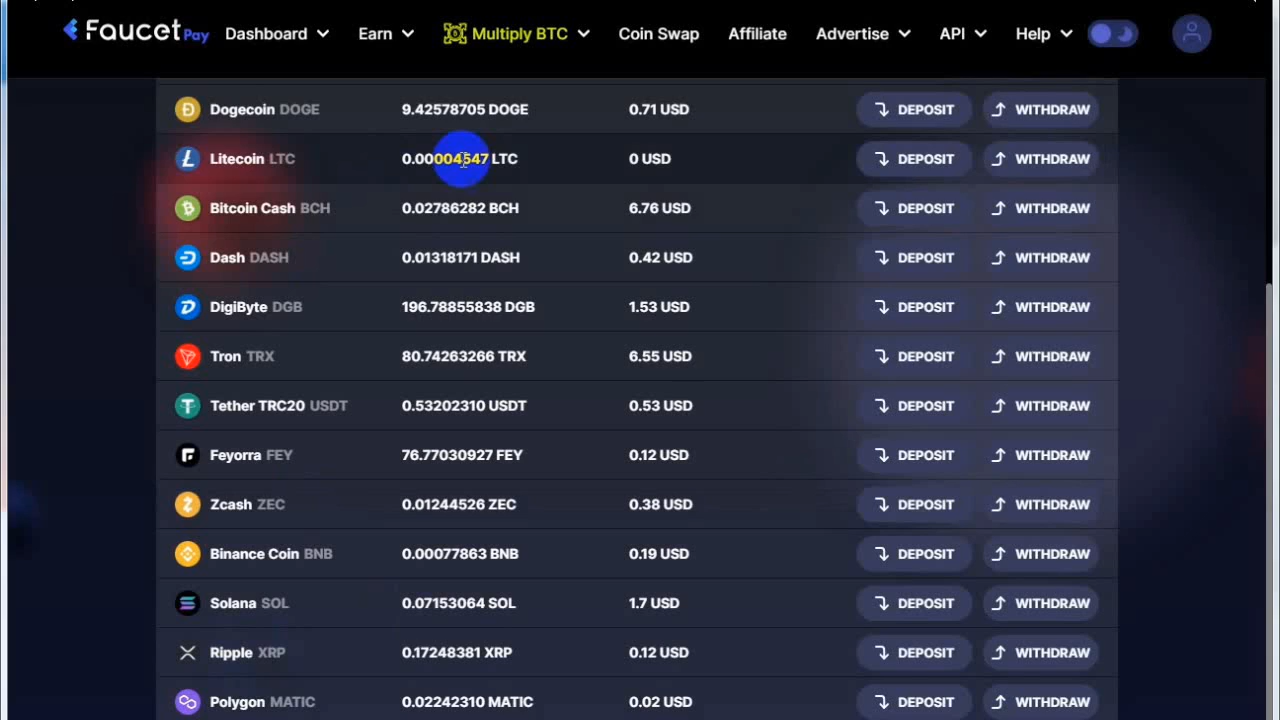 FaucetPay Dashboard Earn Multiply BTC Coin Swap Affiliate Advertise API Help
Dogecoin DOGE 9.42578705 DOGE 0.71 USD DEPOSIT WITHDRAW
Litecoin LTC 0.00004547 LTC 0 USD DEPOSIT WITHDRAW
Bitcoin Cash BCH 0.02786282 BCH 6.76 USD DEPOSIT WITHDRAW
Dash DASH 0.01318171 DASH 0.42 USD DEPOSIT WITHDRAW
DigiByte DGB 196.78855838 DGB 1.53 USD DEPOSIT WITHDRAW
Tron TRX 80.74263266 TRX 6.55 USD DEPOSIT WITHDRAW
Tether TRC20 USDT 0.53202310 USDT 0.53 USD DEPOSIT WITHDRAW
Feyorra FEY 76.77030927 FEY 0.12 USD DEPOSIT WITHDRAW
Zcash ZEC 0.01244526 ZEC 0.38 USD DEPOSIT WITHDRAW
Binance Coin BNB 0.00077863 BNB 0.19 USD DEPOSIT WITHDRAW
Solana SOL 0.07153064 SOL 1.7 USD DEPOSIT WITHDRAW
Ripple XRP 0.17248381 XRP 0.12 USD DEPOSIT WITHDRAW
Polygon MATIC 0.02242310 MATIC 0.02 USD DEPOSIT WITHDRAW